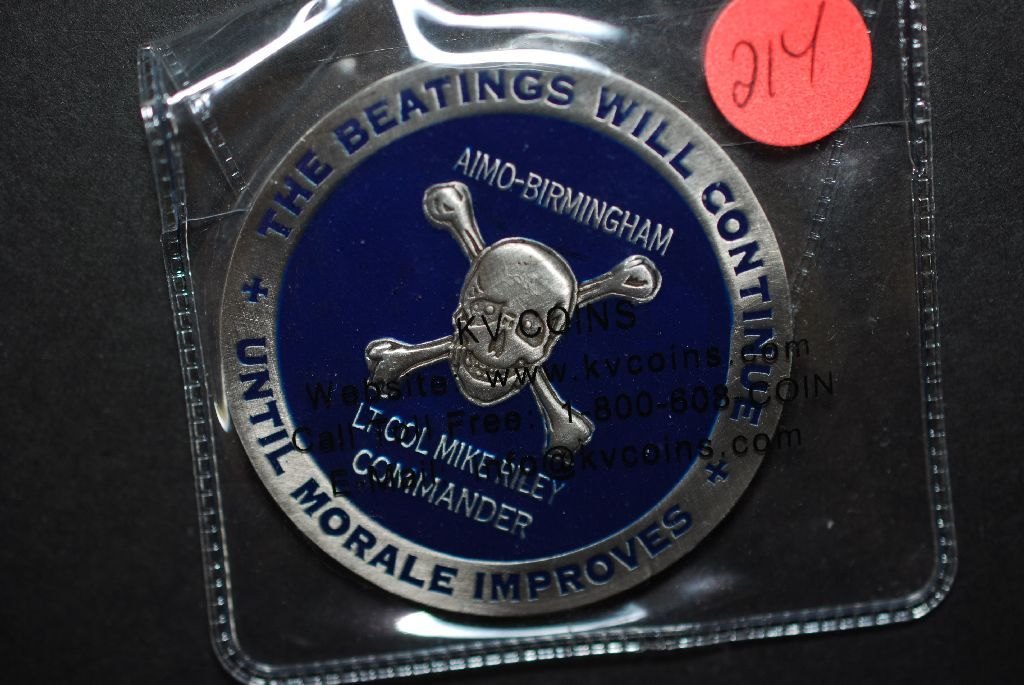 214
THE BEATINGS WILL CONTINUE
AIMO-BIRMINGHAM
KV COINS
Website: www.kvcoins.com
Call Toll Free: 1-800-608-COIN
E-Mail: info@kvcoins.com
LT COL MIKE RILEY
COMMANDER
UNTIL MORALE IMPROVES